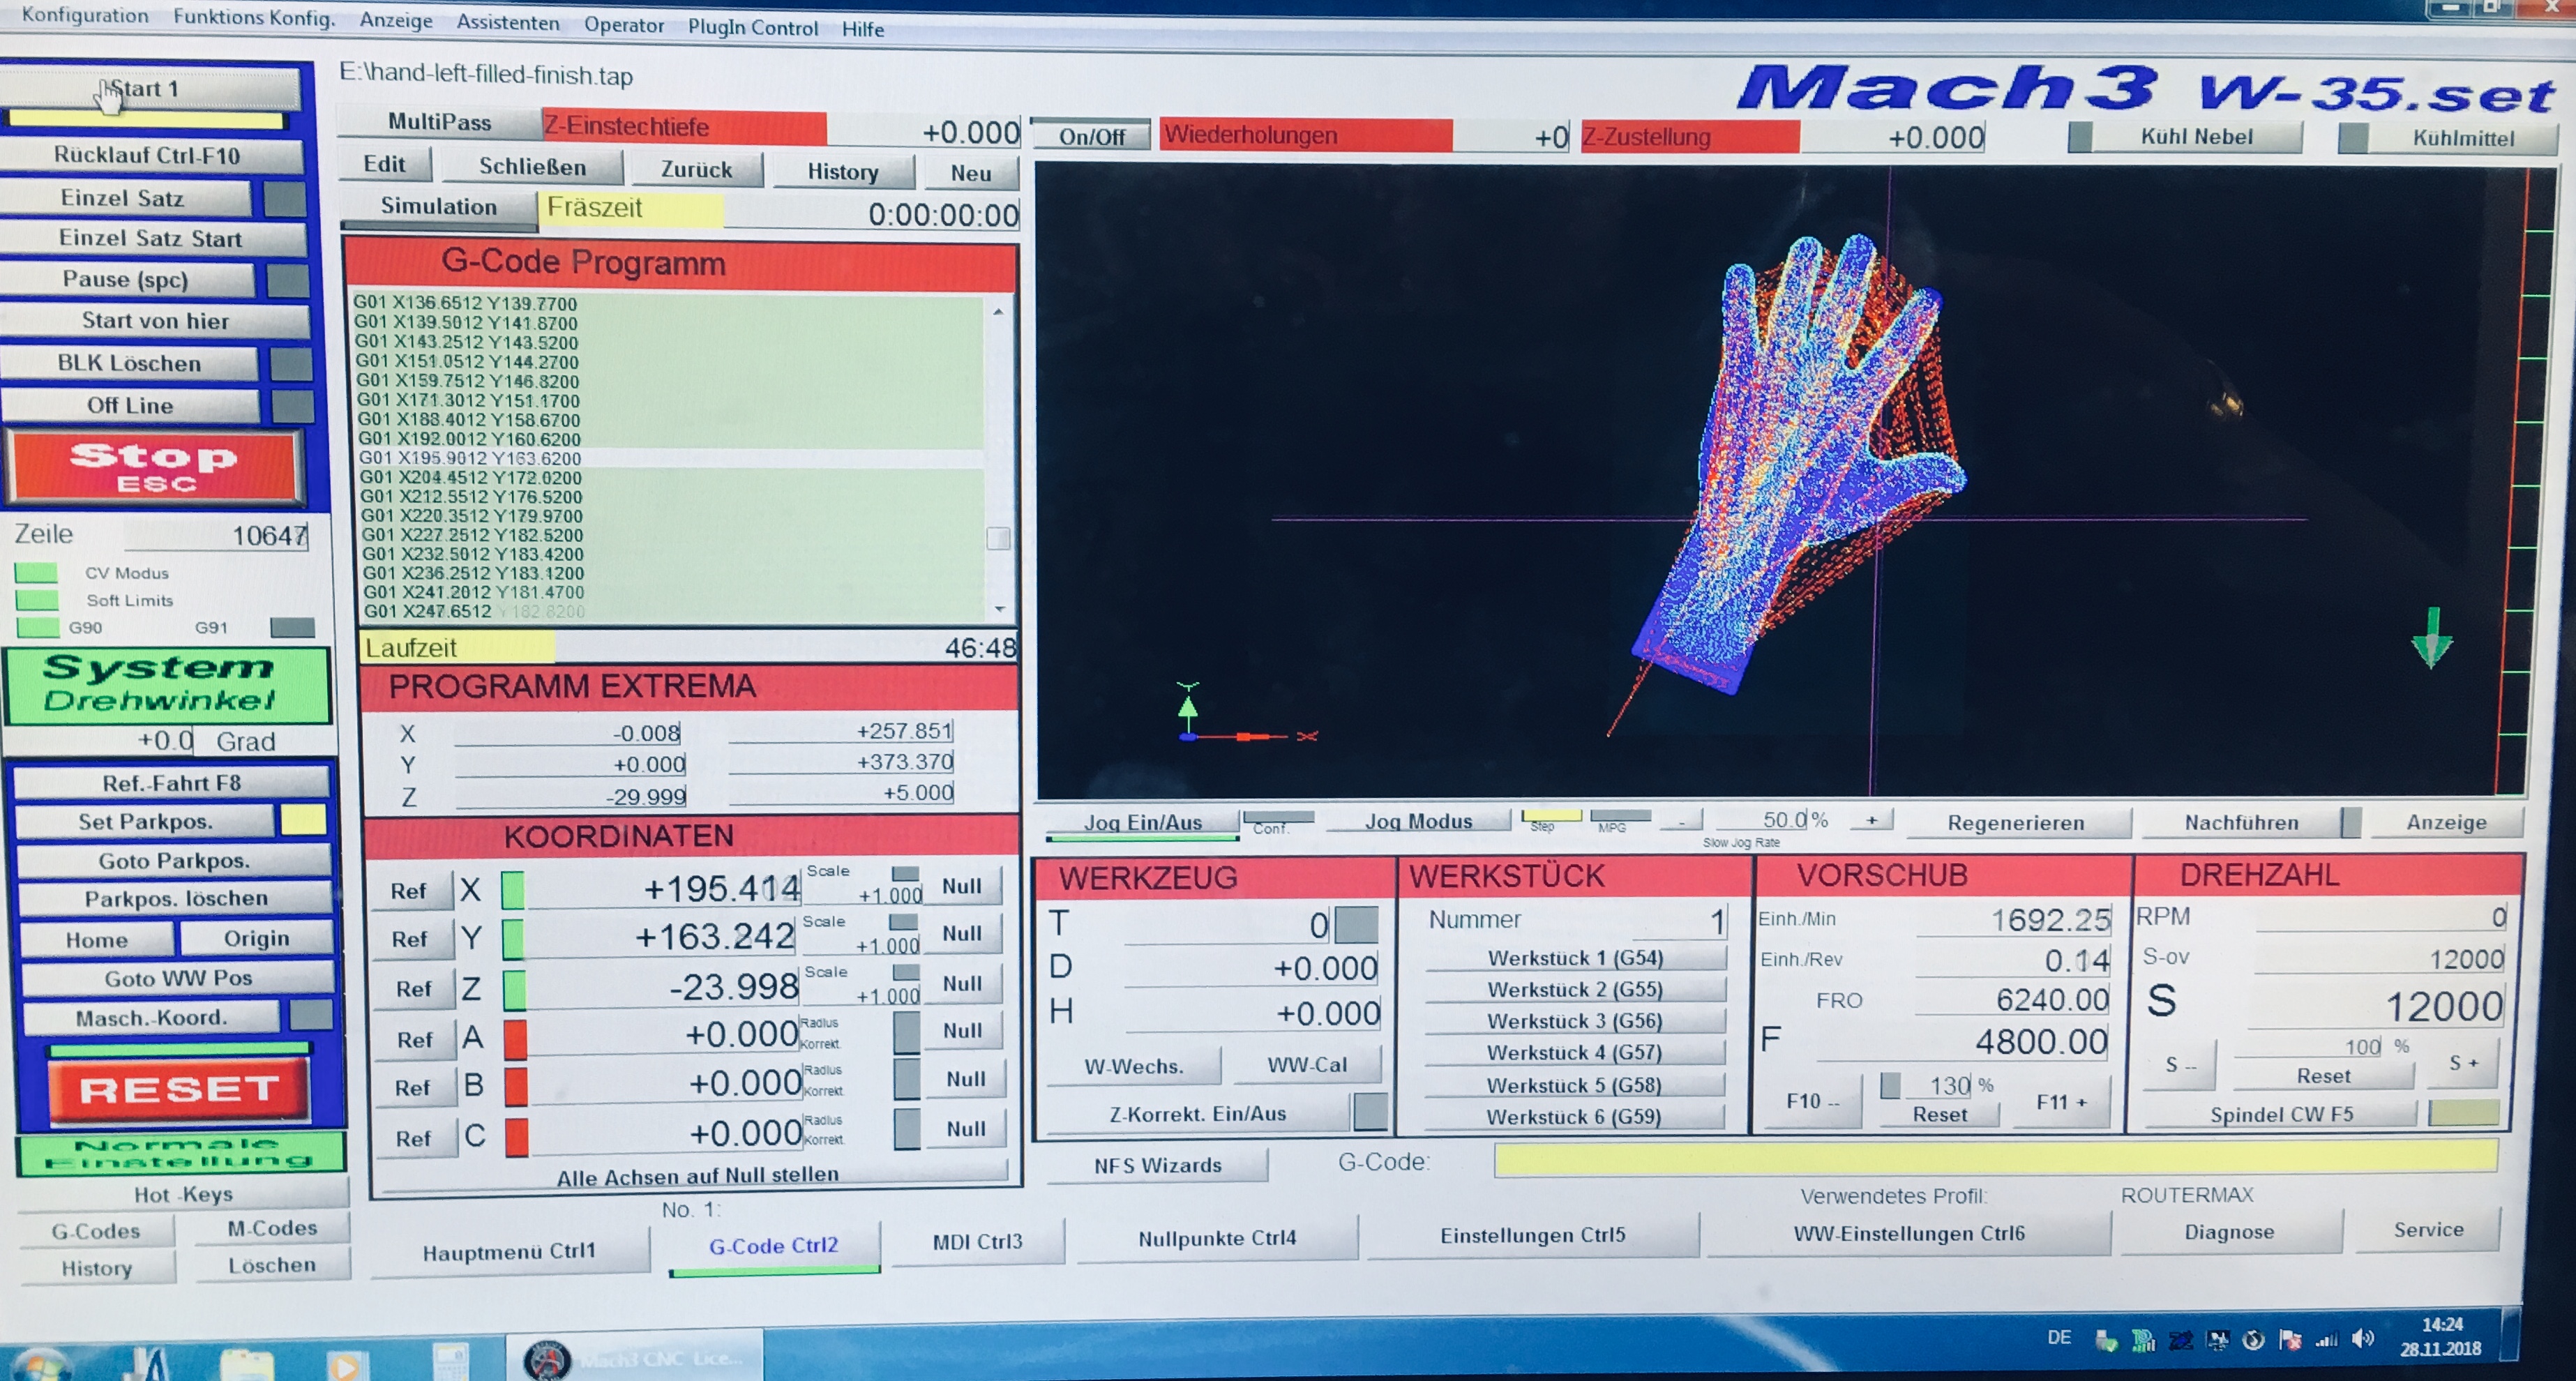 Konfiguration Funktions Konfig. Anzeige Assistenten Operator PlugIn Control Hilfe
Start 1
E:\hand-left-filled-finish.tap
Mach3 W-35.set
MultiPass Z-Einstechtiefe +0.000 On/Off Wiederholungen +0 Z-Zustellung +0.000 Kühl Nebel Kühlmittel
Rücklauf Ctrl-F10
Edit Schließen Zurück History Neu
Einzel Satz
Simulation Fräszeit 0:00:00:00
Einzel Satz Start
Pause (spc)
Start von hier
BLK Löschen
Off Line
Stop
ESC
Zeile 10647
CV Modus
Soft Limits
G90 G91
System
Drehwinkel
+0.0 Grad
G-Code Programm
G01 X136.6512 Y139.7700
G01 X139.5012 Y141.8700
G01 X143.2512 Y143.5200
G01 X151.0512 Y144.2700
G01 X159.7512 Y146.8200
G01 X171.3012 Y151.1700
G01 X188.4012 Y158.6700
G01 X192.0012 Y160.6200
G01 X195.9012 Y163.6200
G01 X204.4512 Y172.0200
G01 X212.5512 Y176.5200
G01 X220.3512 Y179.9700
G01 X227.2512 Y182.5200
G01 X232.5012 Y183.4200
G01 X236.2512 Y183.1200
G01 X241.2012 Y181.4700
G01 X247.6512 Y182.8200
Laufzeit 46:48
PROGRAMM EXTREMA
X -0.008 +257.851
Y +0.000 +373.370
Z -29.999 +5.000
Y
X
Ref.-Fahrt F8
Set Parkpos.
Goto Parkpos.
Parkpos. löschen
Home Origin
Goto WW Pos
Masch.-Koord.
RESET
Normale
Einstellung
Hot -Keys
G-Codes M-Codes
History Löschen
KOORDINATEN
Ref X +195.414 Scale +1.000 Null
Ref Y +163.242 Scale +1.000 Null
Ref Z -23.998 Scale +1.000 Null
Ref A +0.000 Radius Korrekt. Null
Ref B +0.000 Radius Korrekt. Null
Ref C +0.000 Radius Korrekt. Null
Alle Achsen auf Null stellen
Jog Ein/Aus Conf. Jog Modus Step MPG - 50.0 % + Regenerieren Nachführen Anzeige
Slow Jog Rate
WERKZEUG
T 0
D +0.000
H +0.000
W-Wechs. WW-Cal
Z-Korrekt. Ein/Aus
WERKSTÜCK
Nummer 1
Werkstück 1 (G54)
Werkstück 2 (G55)
Werkstück 3 (G56)
Werkstück 4 (G57)
Werkstück 5 (G58)
Werkstück 6 (G59)
VORSCHUB
Einh./Min 1692.25
Einh./Rev 0.14
FRO 6240.00
F 4800.00
F10 -- 130 % F11 +
Reset
DREHZAHL
RPM 0
S-ov 12000
S 12000
S -- 100 % S +
Reset
Spindel CW F5
NFS Wizards G-Code:
Verwendetes Profil: ROUTERMAX
No. 1:
Hauptmenü Ctrl1 G-Code Ctrl2 MDI Ctrl3 Nullpunkte Ctrl4 Einstellungen Ctrl5 WW-Einstellungen Ctrl6 Diagnose Service
Mach3 CNC Lice...
DE
14:24
28.11.2018